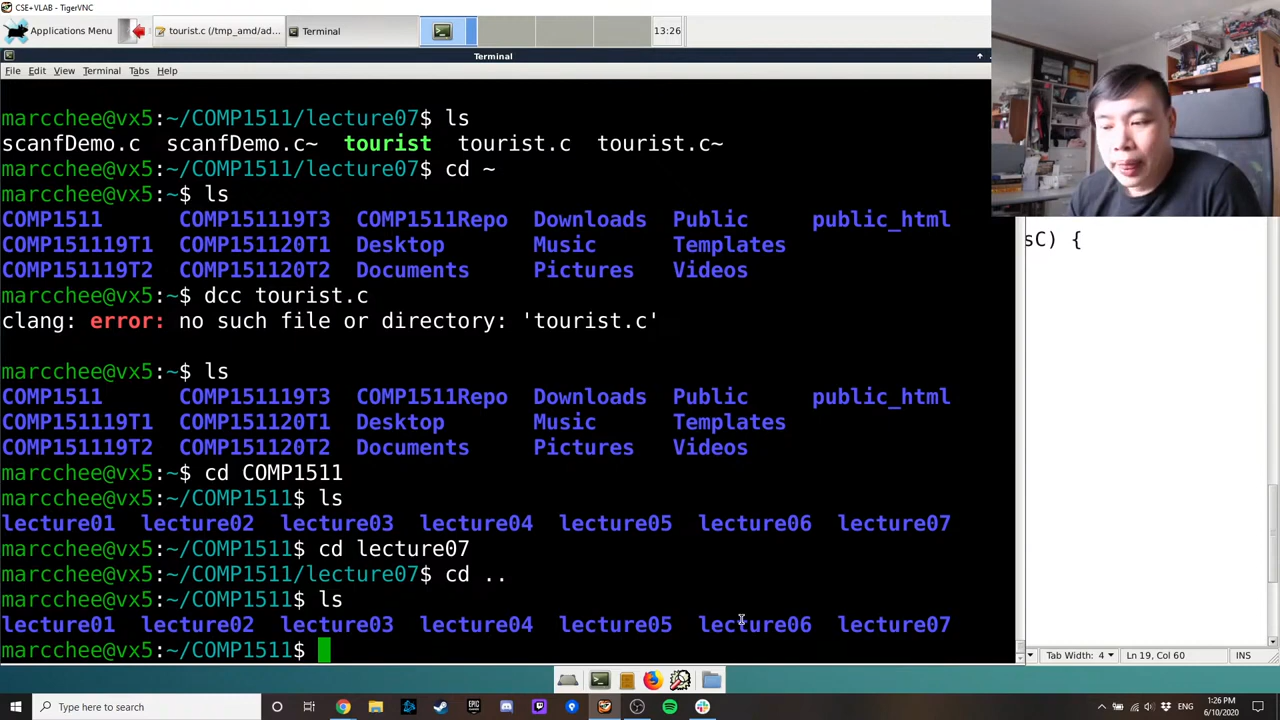 CSE+VLAB - TigerVNC
Applications Menu
tourist.c (/tmp_amd/ad...
Terminal
13:26
Terminal
File Edit View Terminal Tabs Help
marcchee@vx5:~/COMP1511/lecture07$ ls
scanfDemo.c scanfDemo.c~ tourist tourist.c tourist.c~
marcchee@vx5:~/COMP1511/lecture07$ cd ~
marcchee@vx5:~$ ls
COMP1511 COMP151119T3 COMP1511Repo Downloads Public public_html
COMP151119T1 COMP151120T1 Desktop Music Templates
COMP151119T2 COMP151120T2 Documents Pictures Videos
marcchee@vx5:~$ dcc tourist.c
clang: error: no such file or directory: 'tourist.c'
marcchee@vx5:~$ ls
COMP1511 COMP151119T3 COMP1511Repo Downloads Public public_html
COMP151119T1 COMP151120T1 Desktop Music Templates
COMP151119T2 COMP151120T2 Documents Pictures Videos
marcchee@vx5:~$ cd COMP1511
marcchee@vx5:~/COMP1511$ ls
lecture01 lecture02 lecture03 lecture04 lecture05 lecture06 lecture07
marcchee@vx5:~/COMP1511$ cd lecture07
marcchee@vx5:~/COMP1511/lecture07$ cd ..
marcchee@vx5:~/COMP1511$ ls
lecture01 lecture02 lecture03 lecture04 lecture05 lecture06 lecture07
marcchee@vx5:~/COMP1511$
sC) {
Tab Width: 4 Ln 19, Col 60 INS
Type here to search
ENG
1:26 PM
6/10/2020